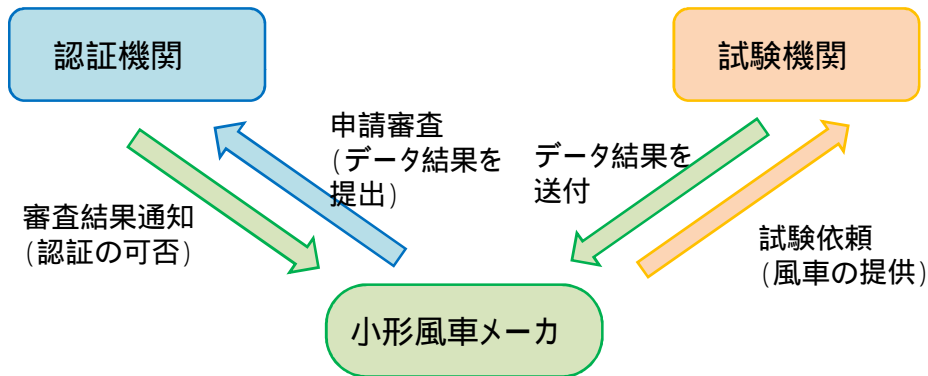 認証機関
試験機関
申請審査
(データ結果を
提出)
データ結果を
送付
審査結果通知
(認証の可否)
試験依頼
(風車の提供)
小形風車メーカ